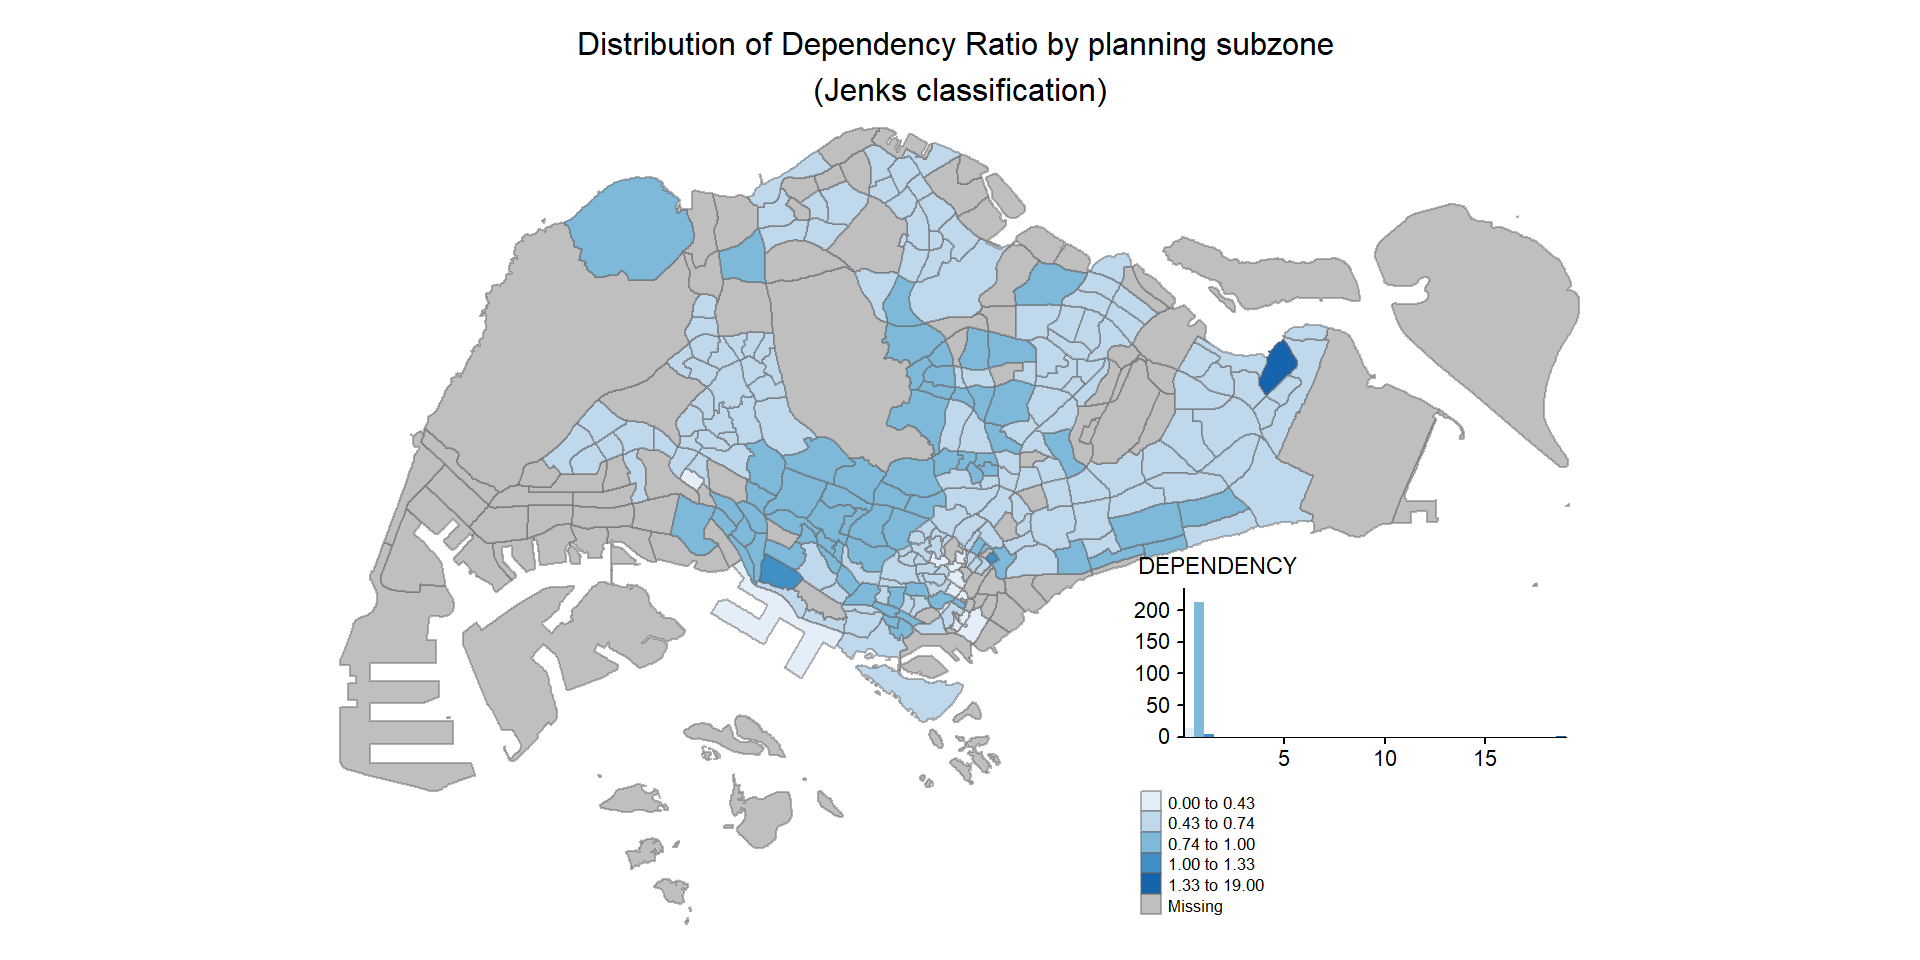 Distribution of Dependency Ratio by planning subzone
(Jenks classification)
DEPENDENCY
200
150
100
50
0
5 10 15
0.00 to 0.43
0.43 to 0.74
0.74 to 1.00
1.00 to 1.33
1.33 to 19.00
Missing